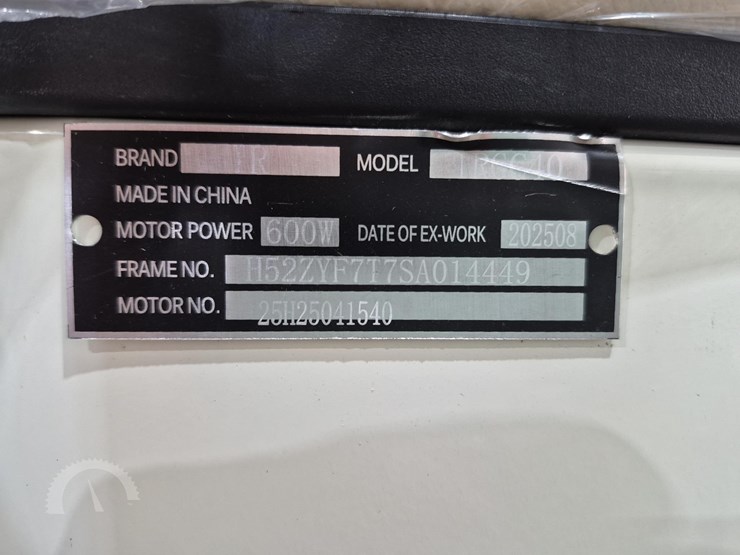 BRAND MODEL
MADE IN CHINA
MOTOR POWER 600W DATE OF EX-WORK 202508
FRAME NO. H52ZYF7T7SA014449
MOTOR NO. 25H25041540